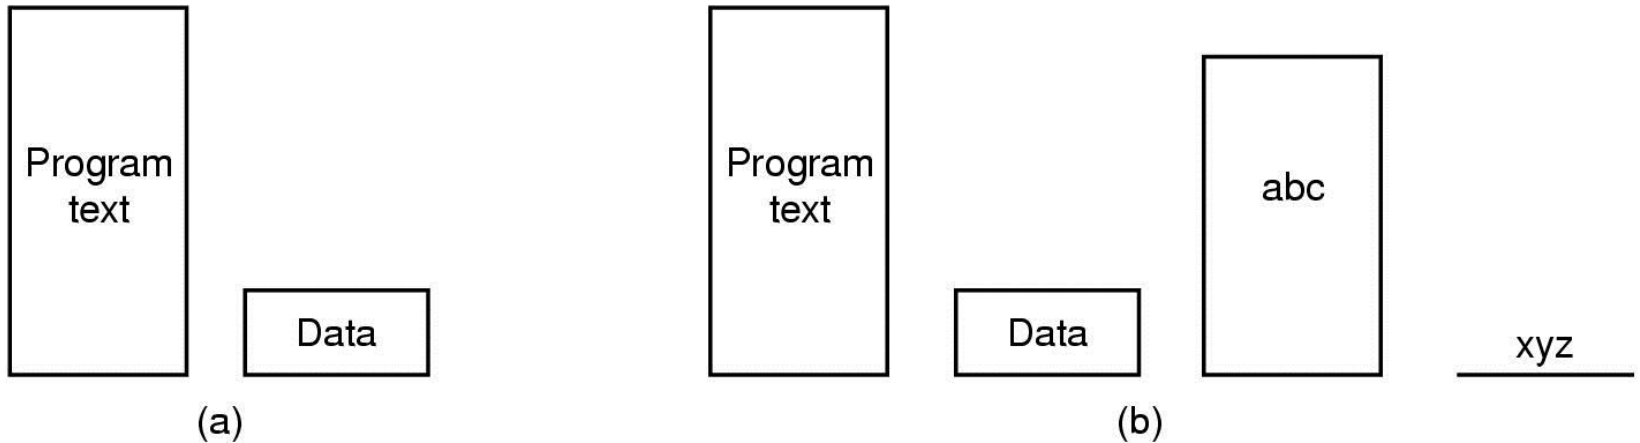 Program
text
Data
(a)
Program
text
Data
abc
xyz
(b)